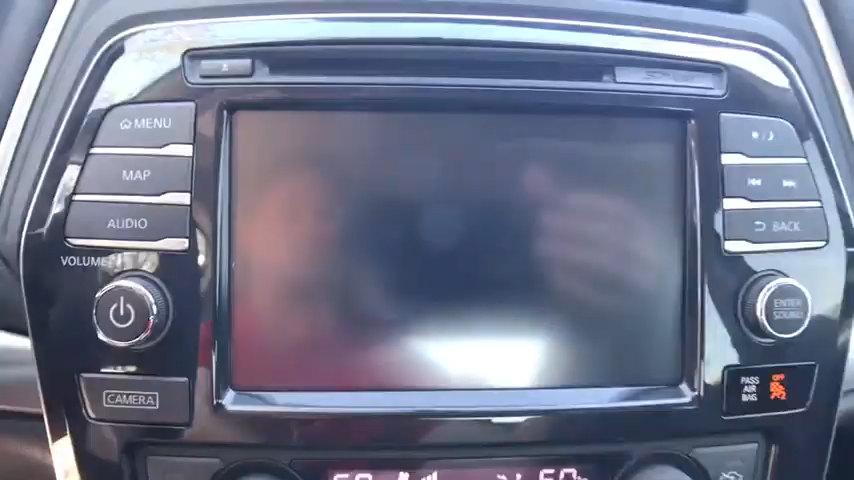 MENU
MAP
AUDIO
VOLUME
CAMERA
BACK
ENTER
SOUND
PASS
AIR
BAG
OFF